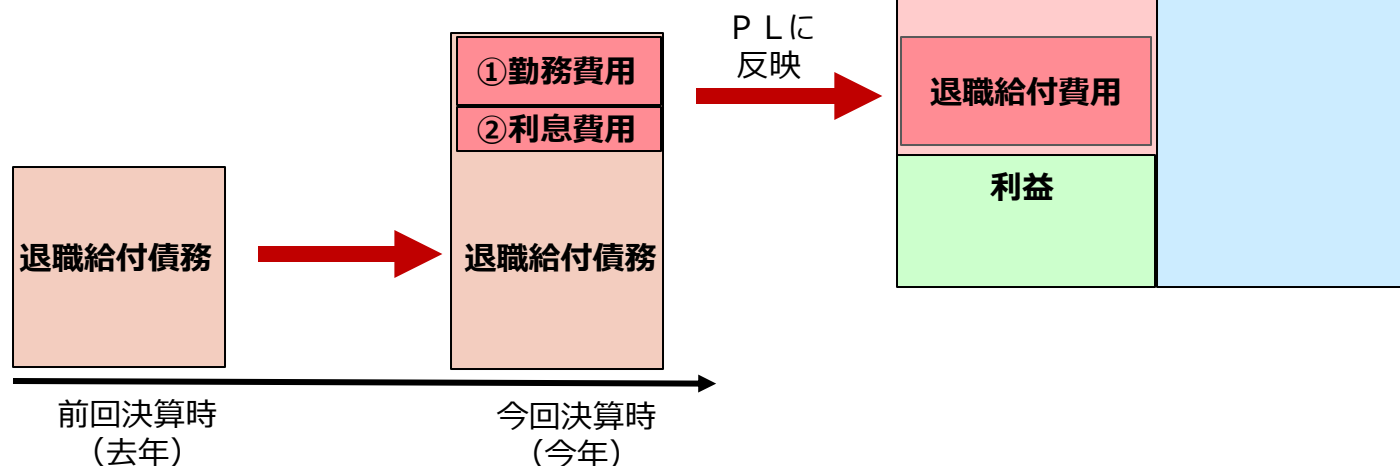 ＰＬに
反映
①勤務費用
②利息費用
退職給付費用
利益
退職給付債務
退職給付債務
前回決算時
（去年）
今回決算時
（今年）